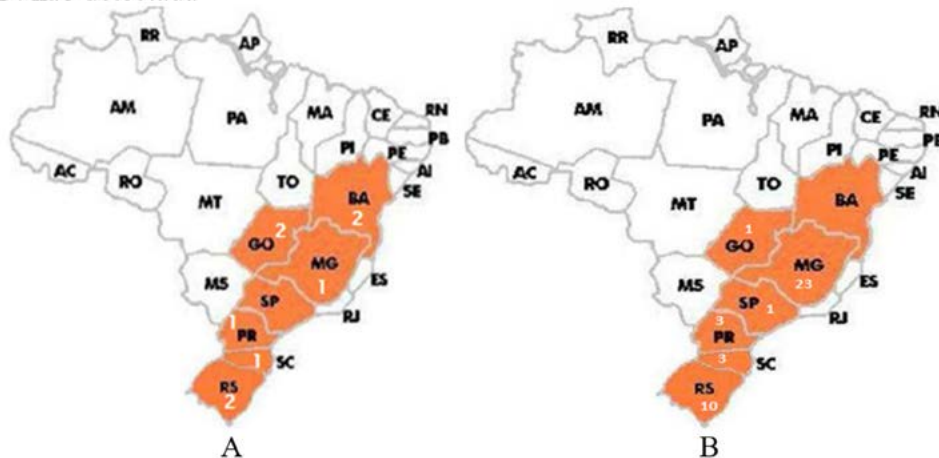 RR
AP
AM
PA
MA
CE
RN
PB
PI
PE
AC
RO
TO
AI
SE
MT
BA
2
2
GO
MG
1
MS
ES
SP
RJ
1
PR
1
SC
RS
2
A
RR
AP
AM
PA
MA
CE
RN
PI
PE
AC
RO
TO
AI
SE
MT
BA
1
GO
MG
23
MS
ES
SP
1
RJ
3
PR
3
SC
RS
10
B